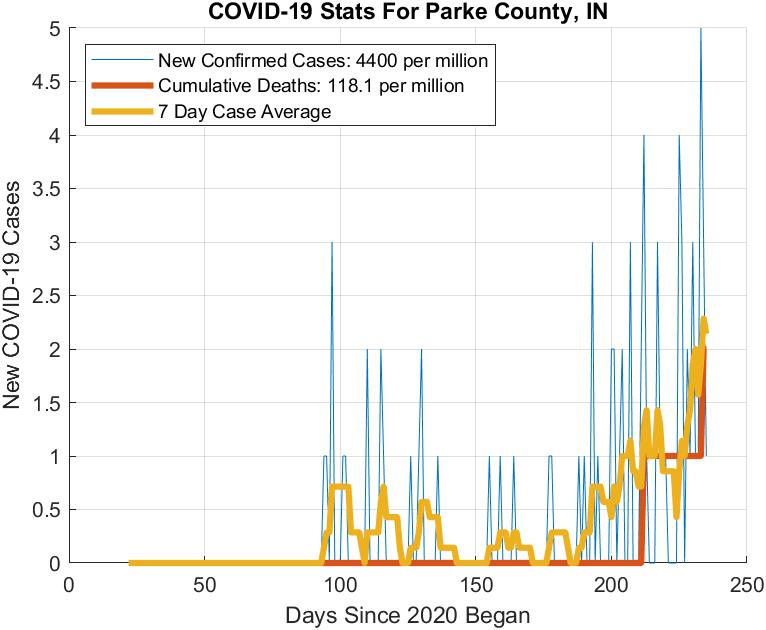 COVID-19 Stats For Parke County, IN
New Confirmed Cases: 4400 per million
Cumulative Deaths: 118.1 per million
7 Day Case Average
New COVID-19 Cases
5
4.5
4
3.5
3
2.5
2
1.5
1
0.5
0
0 50 100 150 200 250
Days Since 2020 Began